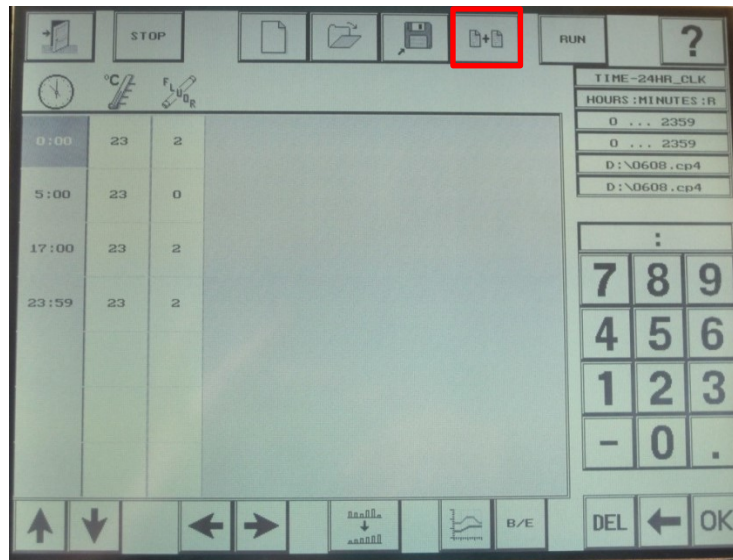 STOP
RUN
?
°C
FLUOR
TIME-24HR_CLK
HOURS:MINUTES:R
0 ... 2359
0 ... 2359
D:\0608.cp4
D:\0608.cp4
0:00 23 2
5:00 23 0
17:00 23 2
23:59 23 2
:
7 8 9
4 5 6
1 2 3
- 0 .
B/E
DEL OK